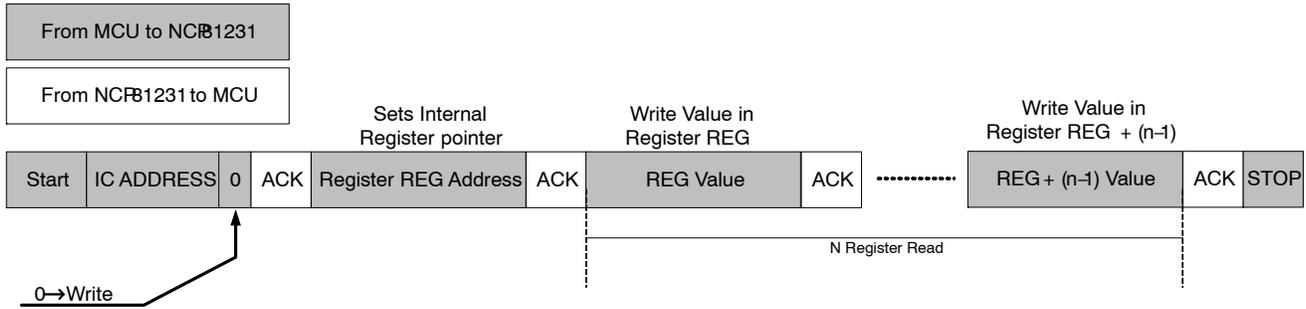 From MCU to NCP81231
From NCP81231 to MCU
Sets Internal
Register pointer
Write Value in
Register REG
Write Value in
Register REG + (n–1)
Start IC ADDRESS 0 ACK Register REG Address ACK REG Value ACK REG + (n–1) Value ACK STOP
N Register Read
0→Write